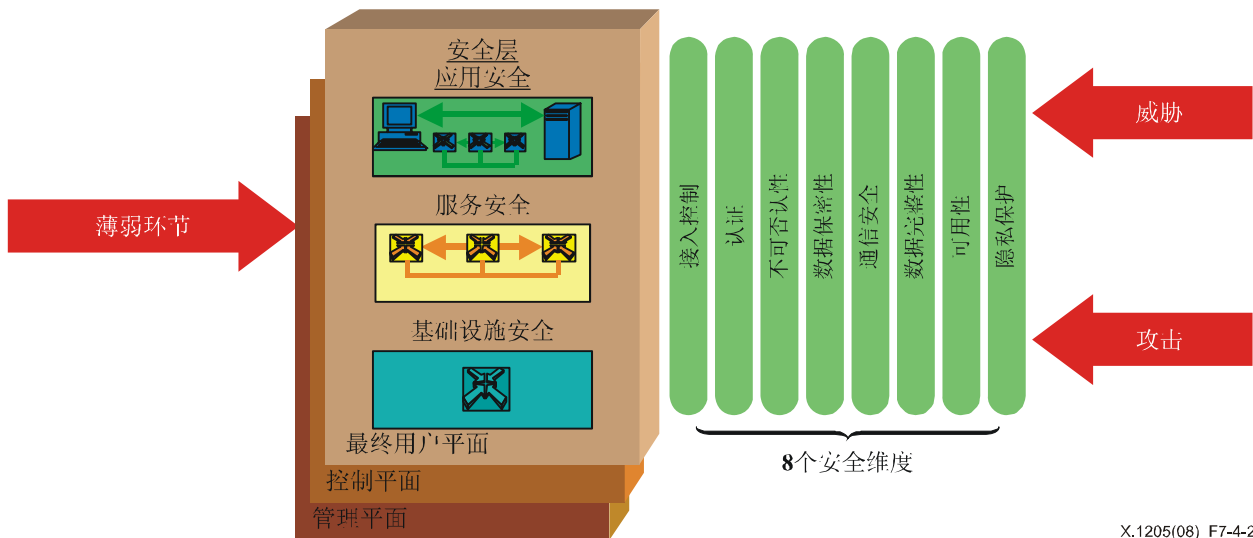 安全层
应用安全
服务安全
基础设施安全
最终用户平面
控制平面
管理平面
薄弱环节
接入控制
认证
不可否认性
数据保密性
通信安全
数据完整性
可用性
隐私保护
8个安全维度
威胁
攻击
X.1205(08)_F7-4-2